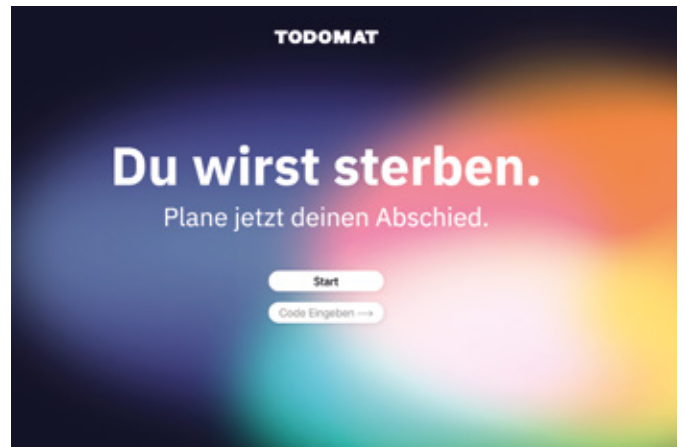 TODOMAT
Du wirst sterben.
Plane jetzt deinen Abschied.
Start
Code Eingeben →